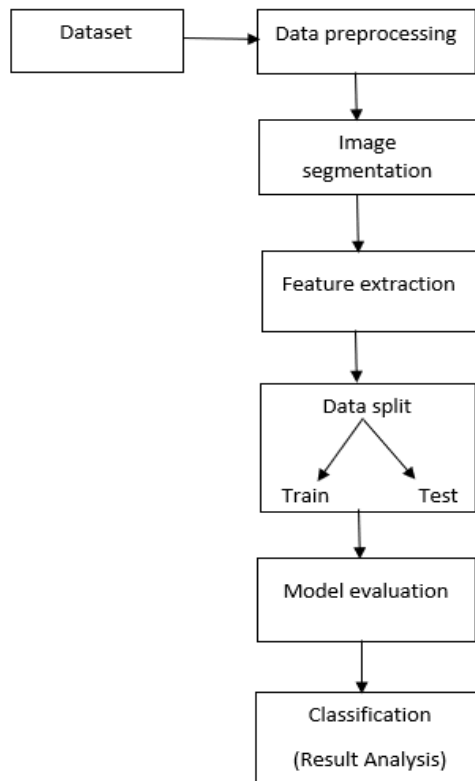 Dataset
Data preprocessing
Image
segmentation
Feature extraction
Data split
Train
Test
Model evaluation
Classification
(Result Analysis)